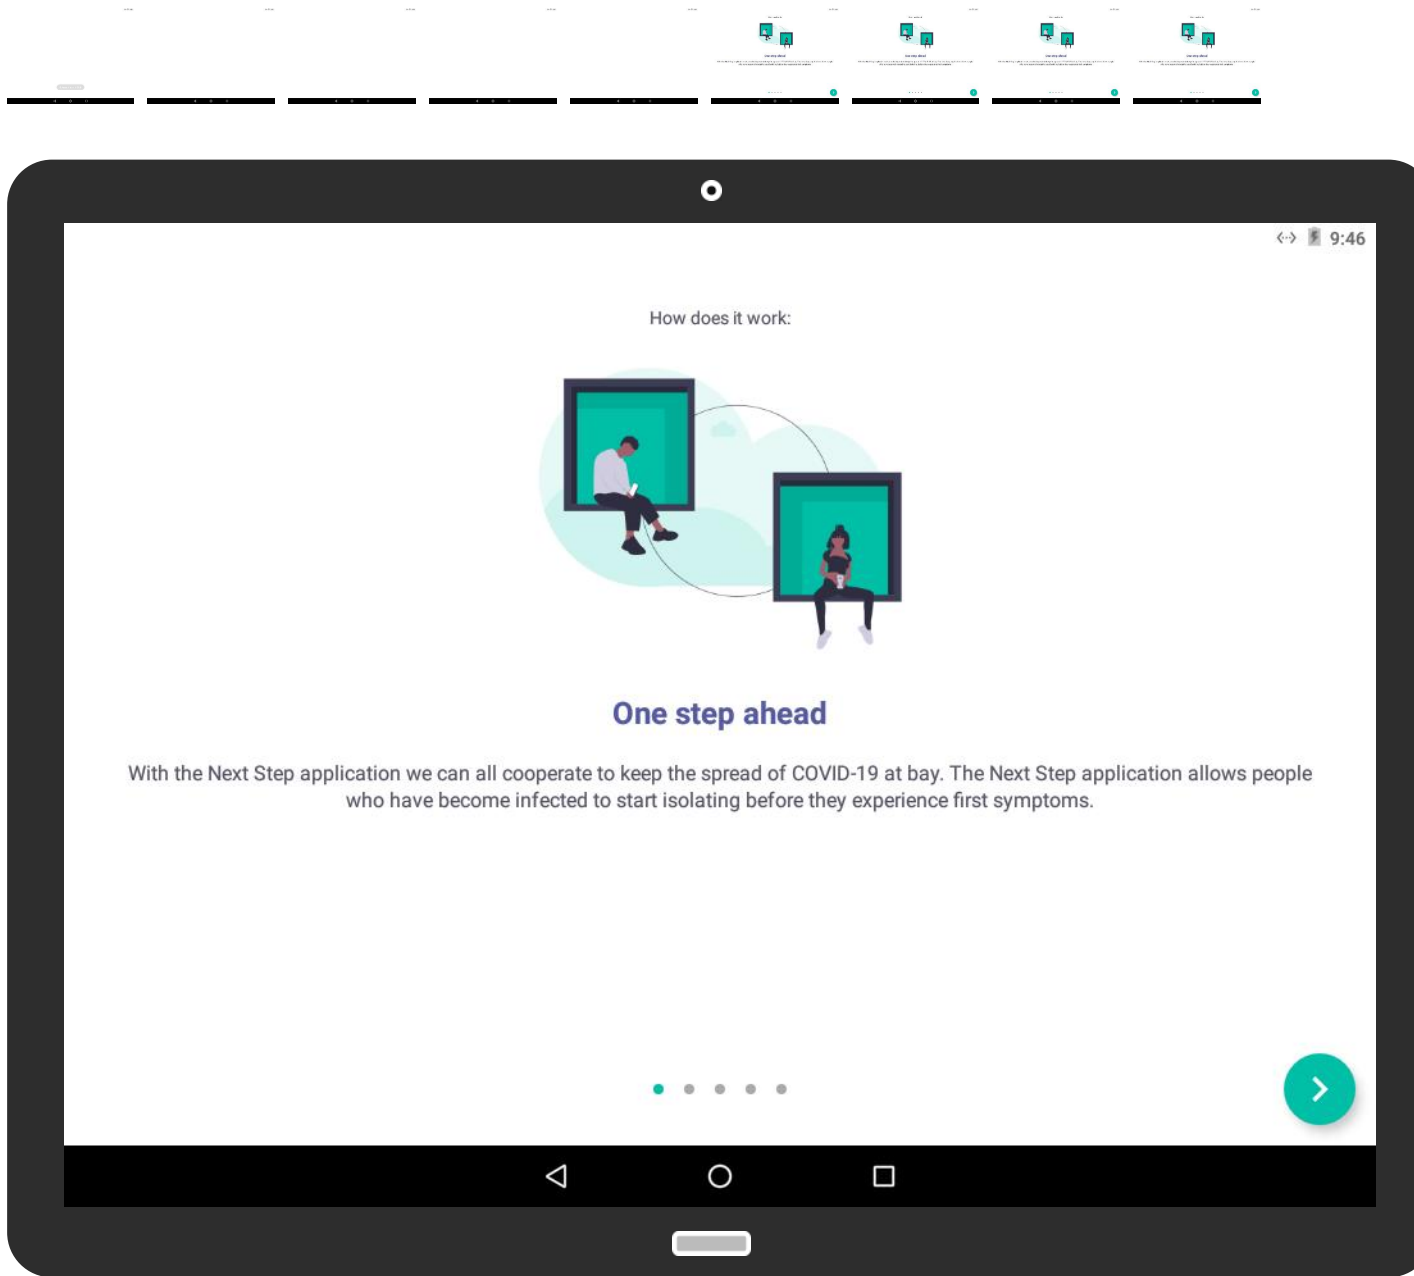 9:46
How does it work:
One step ahead
With the Next Step application we can all cooperate to keep the spread of COVID-19 at bay. The Next Step application allows people
who have become infected to start isolating before they experience first symptoms.